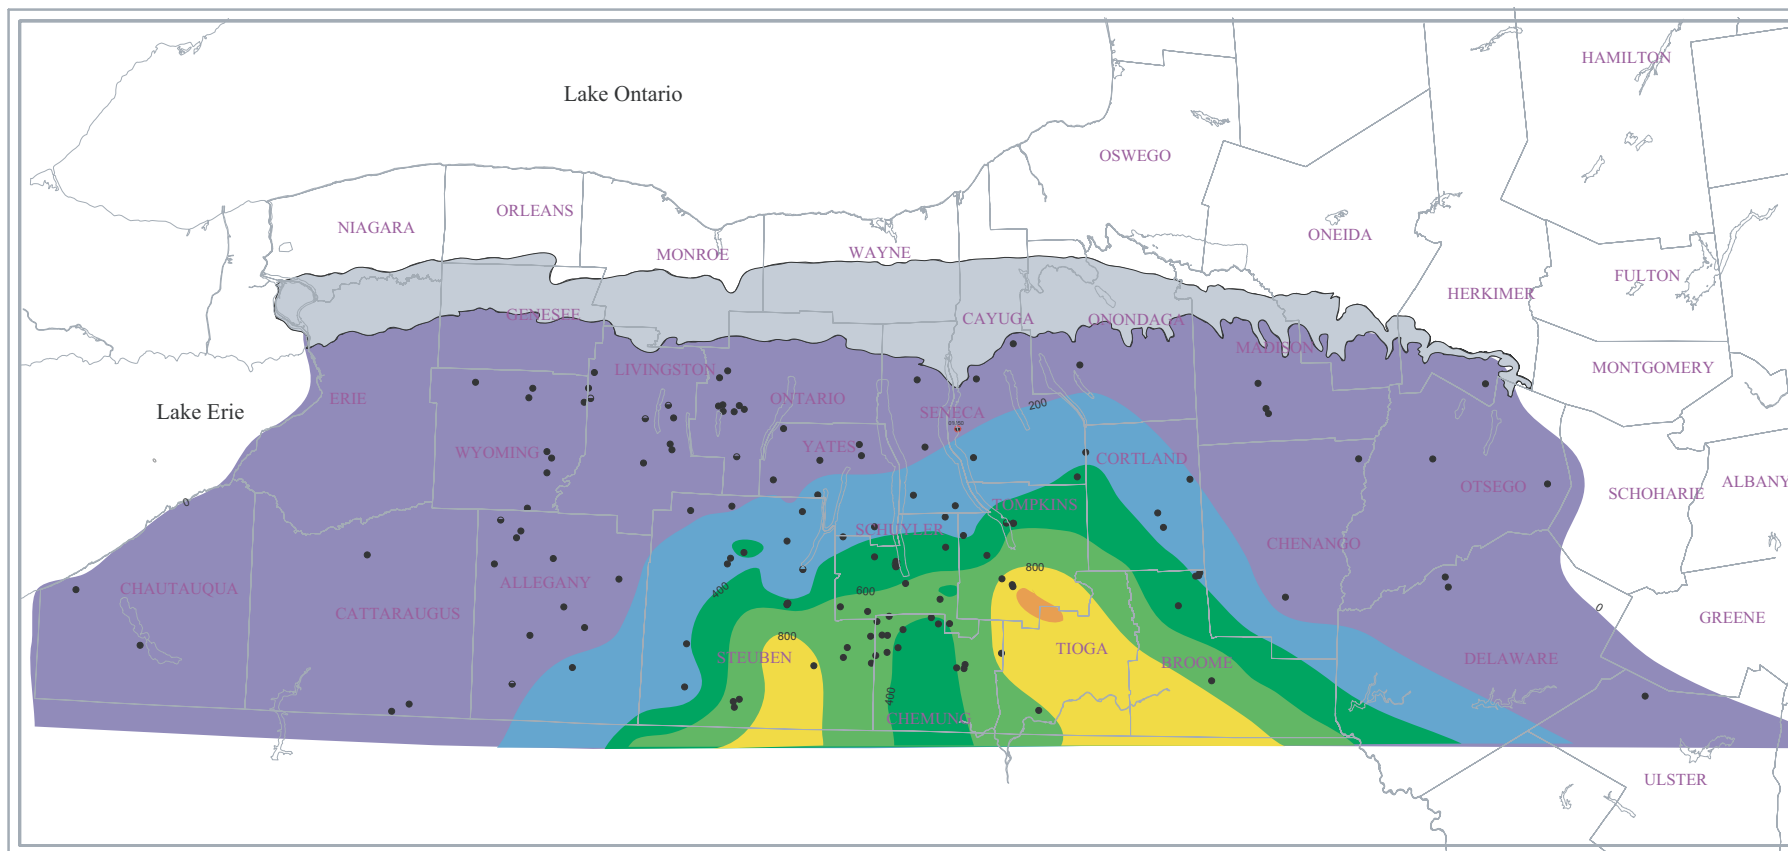 HAMILTON
Lake Ontario
OSWEGO
ORLEANS
NIAGARA
ONEIDA
MONROE
WAYNE
FULTON
HERKIMER
GENESEE
CAYUGA
ONONDAGA
MADISON
LIVINGSTON
MONTGOMERY
ERIE
ONTARIO
200
Lake Erie
SENECA
YATES
WYOMING
CORTLAND
ALBANY
OTSEGO
SCHOHARIE
0
TOMPKINS
SCHUYLER
CHENANGO
800
ALLEGANY
CHAUTAUQUA
400
600
0
CATTARAUGUS
GREENE
800
TIOGA
STEUBEN
BROOME
DELAWARE
400
CHEMUNG
ULSTER